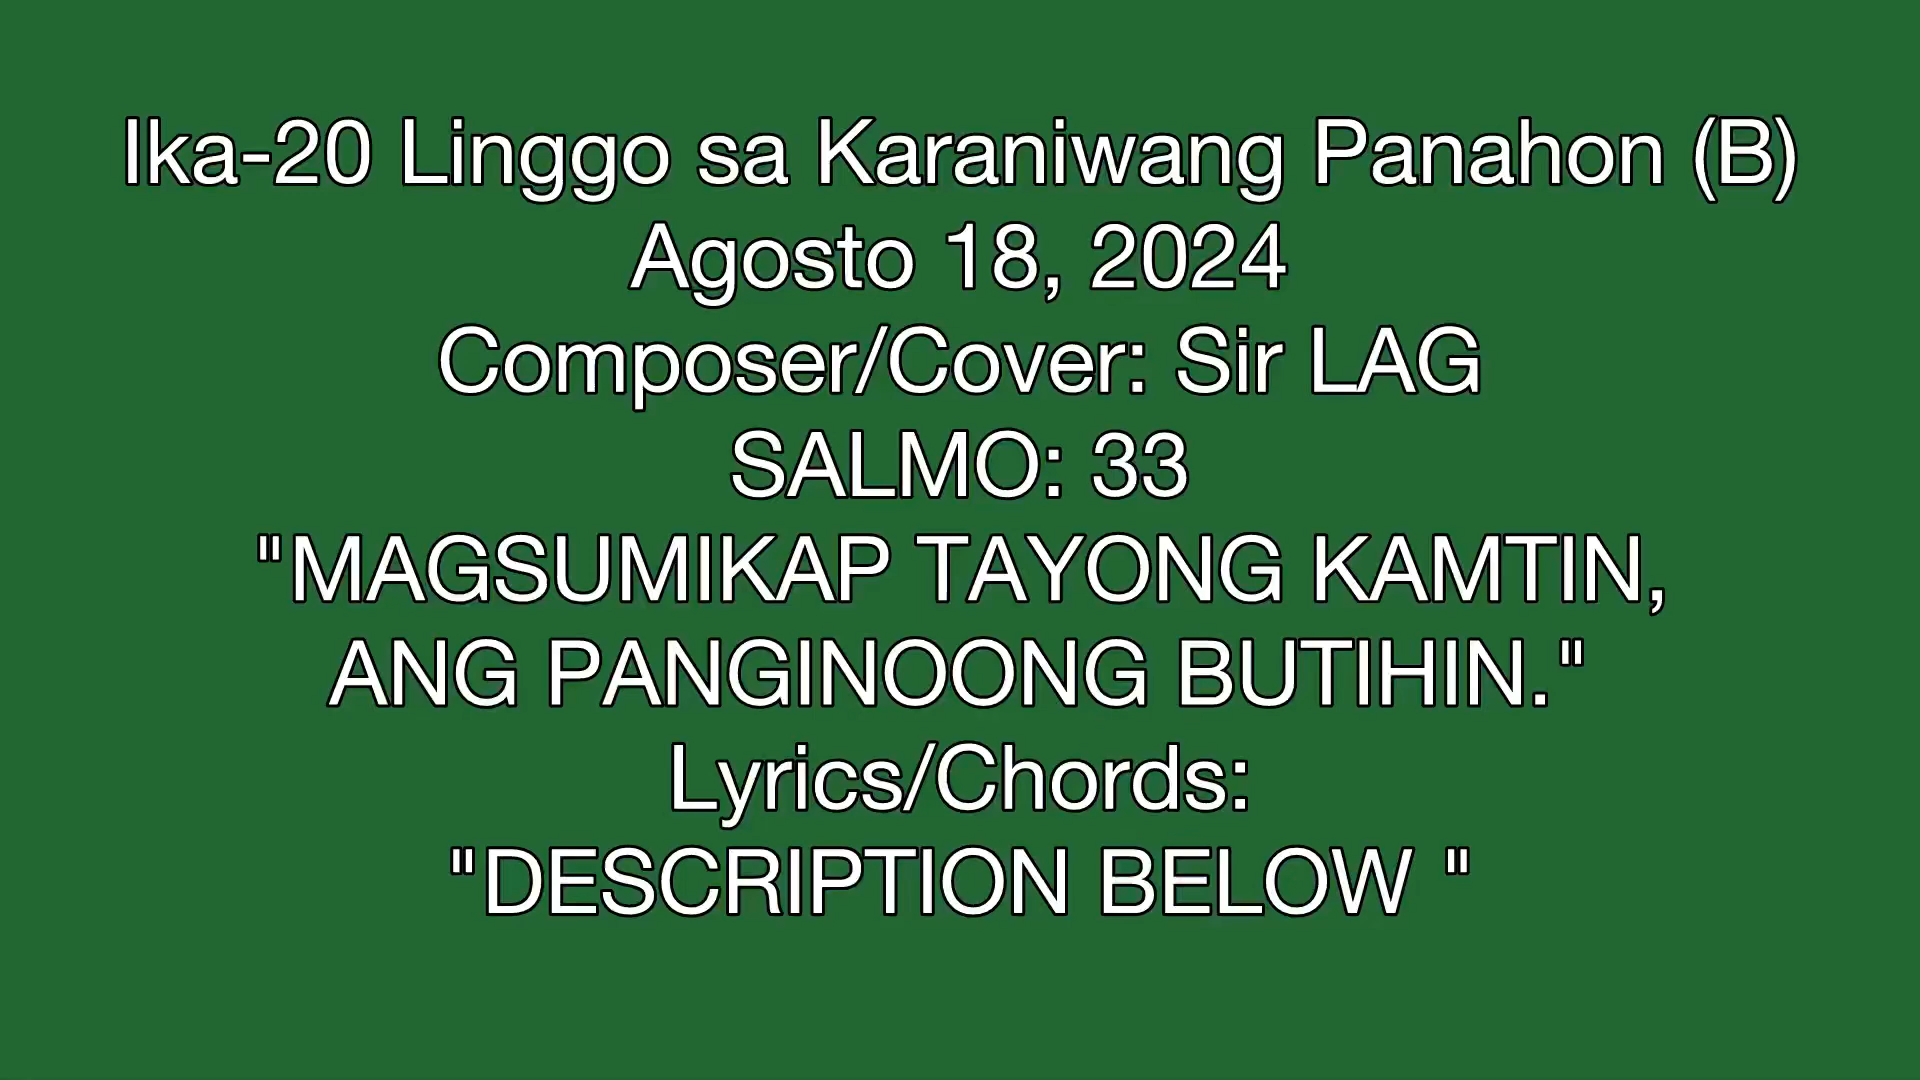 Ika-20 Linggo sa Karaniwang Panahon (B)
Agosto 18, 2024
Composer/Cover: Sir LAG
SALMO: 33
"MAGSUMIKAP TAYONG KAMTIN,
ANG PANGINOONG BUTIHIN."
Lyrics/Chords:
"DESCRIPTION BELOW "